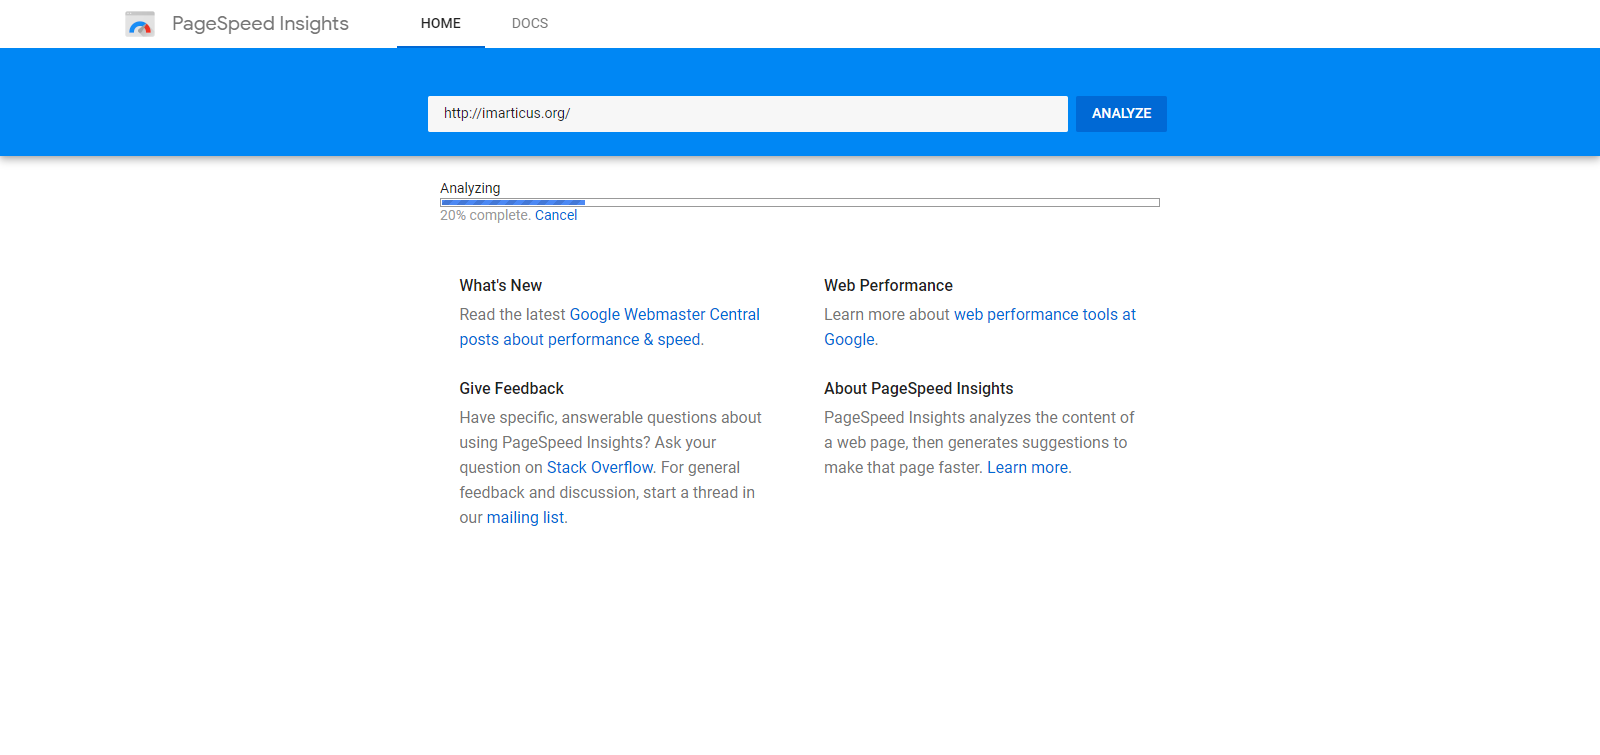 PageSpeed Insights
HOME
DOCS
http://imarticus.org/
ANALYZE
Analyzing
20% complete. Cancel
What's New
Read the latest Google Webmaster Central
posts about performance & speed.
Web Performance
Learn more about web performance tools at
Google.
Give Feedback
Have specific, answerable questions about
using PageSpeed Insights? Ask your
question on Stack Overflow. For general
feedback and discussion, start a thread in
our mailing list.
About PageSpeed Insights
PageSpeed Insights analyzes the content of
a web page, then generates suggestions to
make that page faster. Learn more.